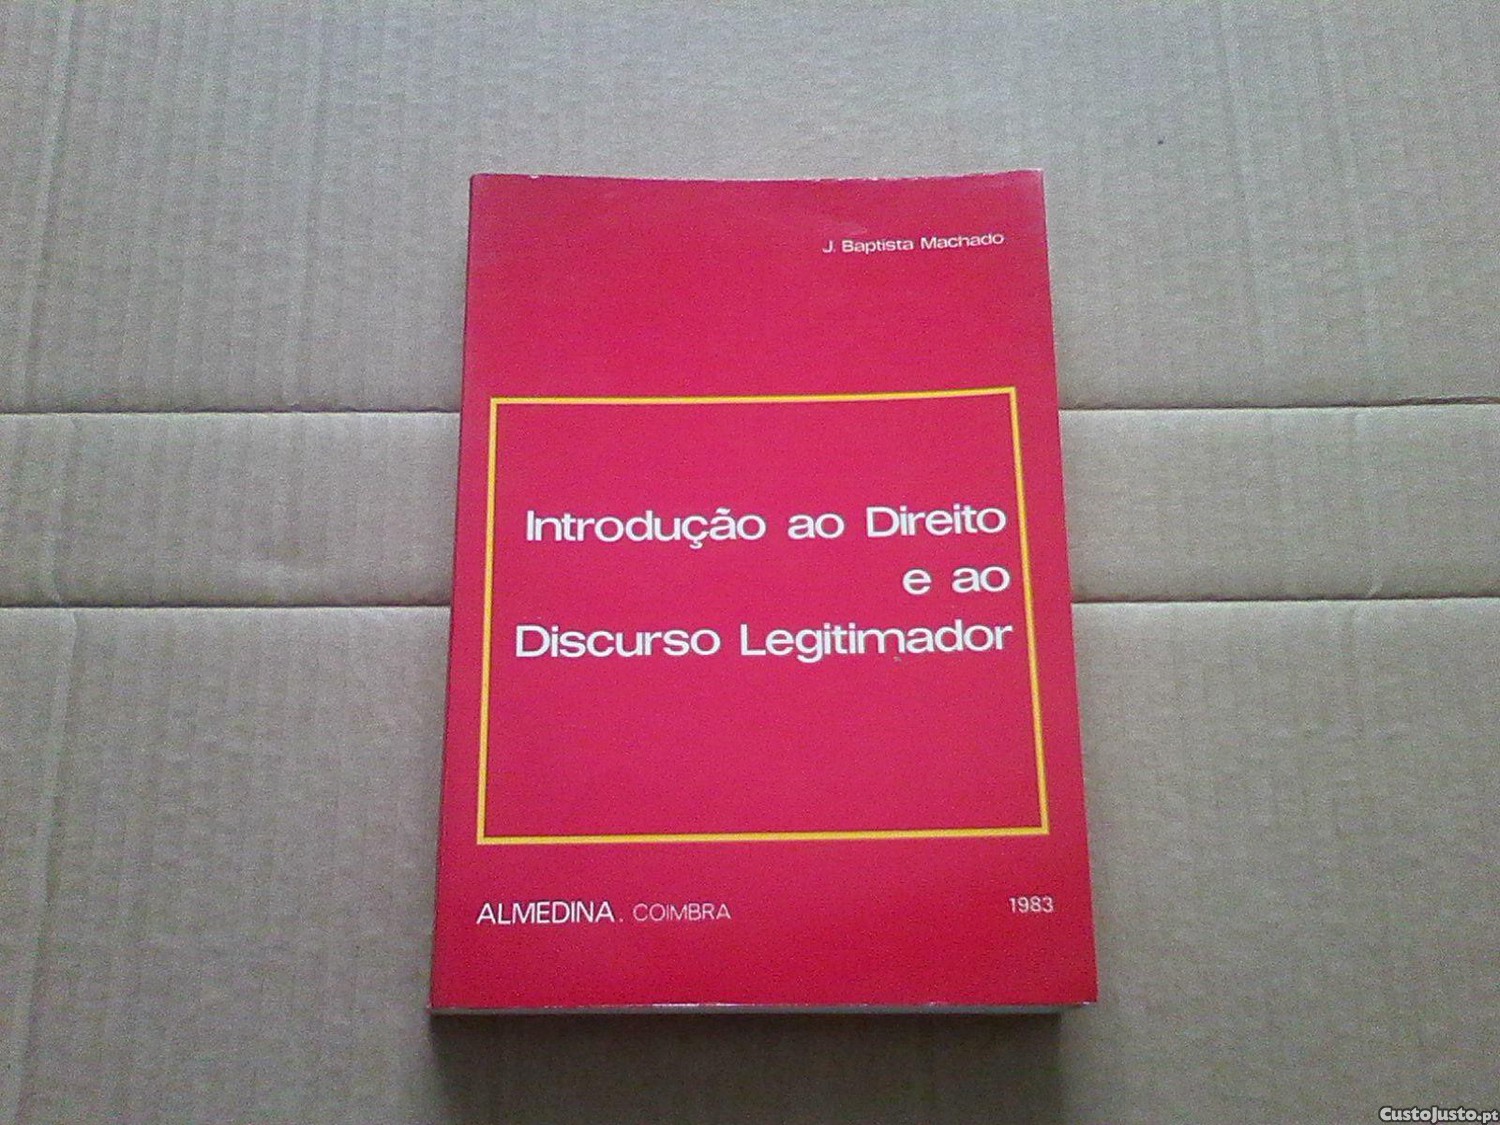 J. Baptista Machado
Introdução ao Direito
e ao
Discurso Legitimador
ALMEDINA. COIMBRA
1983
CustoJusto.pt